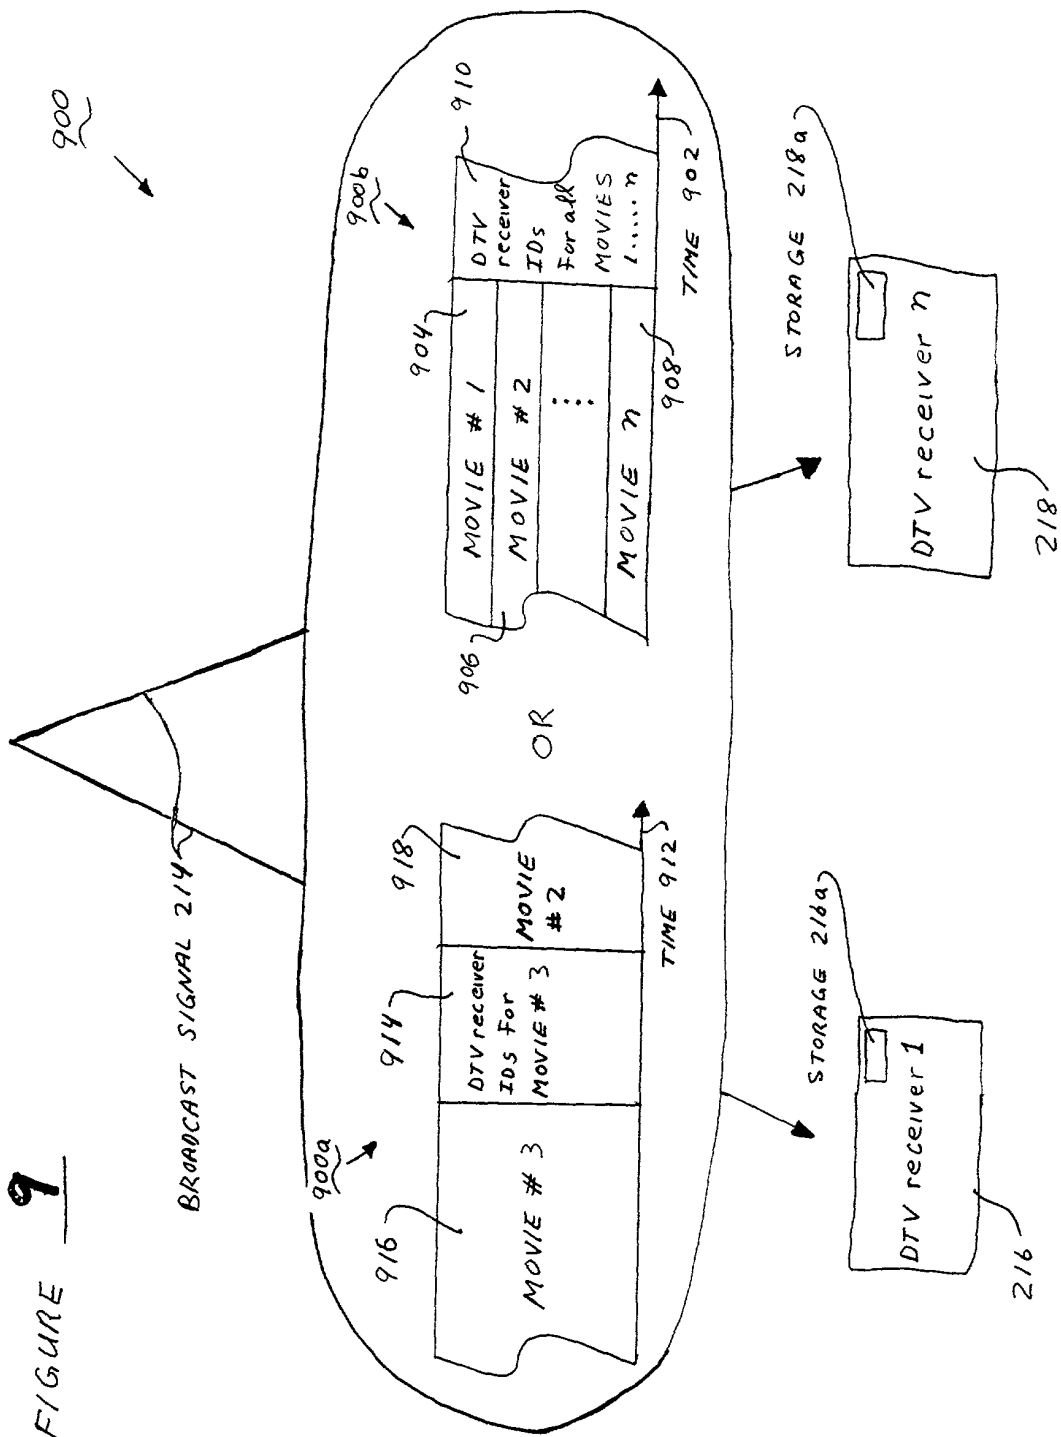 FIGURE 9
900
BROADCAST SIGNAL 214
900a
916
914
918
MOVIE # 3
DTV receiver
IDs For
MOVIE # 3
MOVIE
#2
TIME 912
OR
900b
904
910
906
MOVIE # 1
MOVIE # 2
⋮
MOVIE n
908
DTV
receiver
IDs
For all
MOVIES
1......n
TIME 902
STORAGE 216a
DTV receiver 1
216
STORAGE 218a
DTV receiver n
218